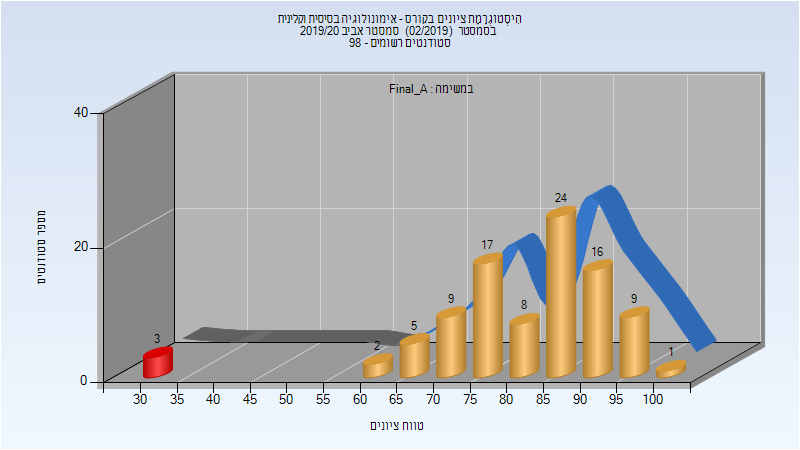 היסטוגרמת ציונים בקורס - אימונולוגיה בסיסית וקלינית
בסמסטר (02/2019) סמסטר אביב 2019/20
סטודנטים רשומים - 98
במשימה : Final_A
מספר סטודנטים
40
20
0
3
2
5
9
17
8
24
16
9
1
30 35 40 45 50 55 60 65 70 75 80 85 90 95 100
טווח ציונים